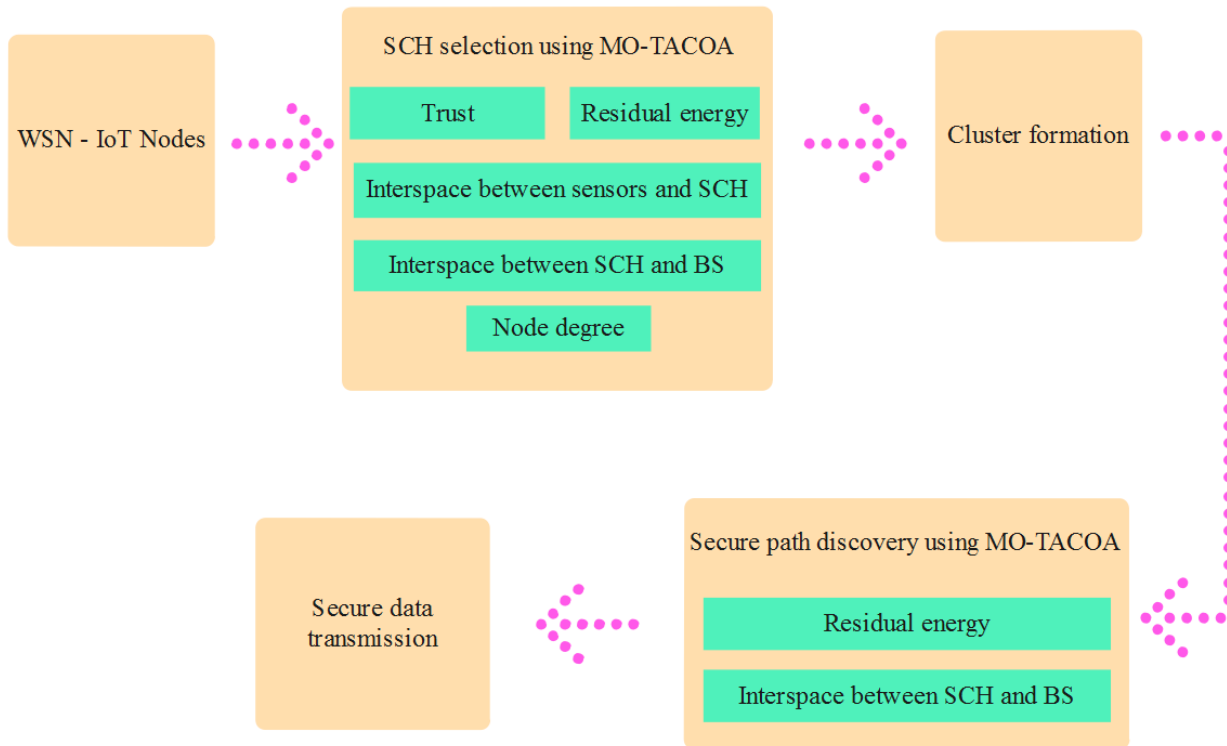 WSN - IoT Nodes
SCH selection using MO-TACOA
Trust
Residual energy
Interspace between sensors and SCH
Interspace between SCH and BS
Node degree
Cluster formation
Secure path discovery using MO-TACOA
Residual energy
Interspace between SCH and BS
Secure data
transmission